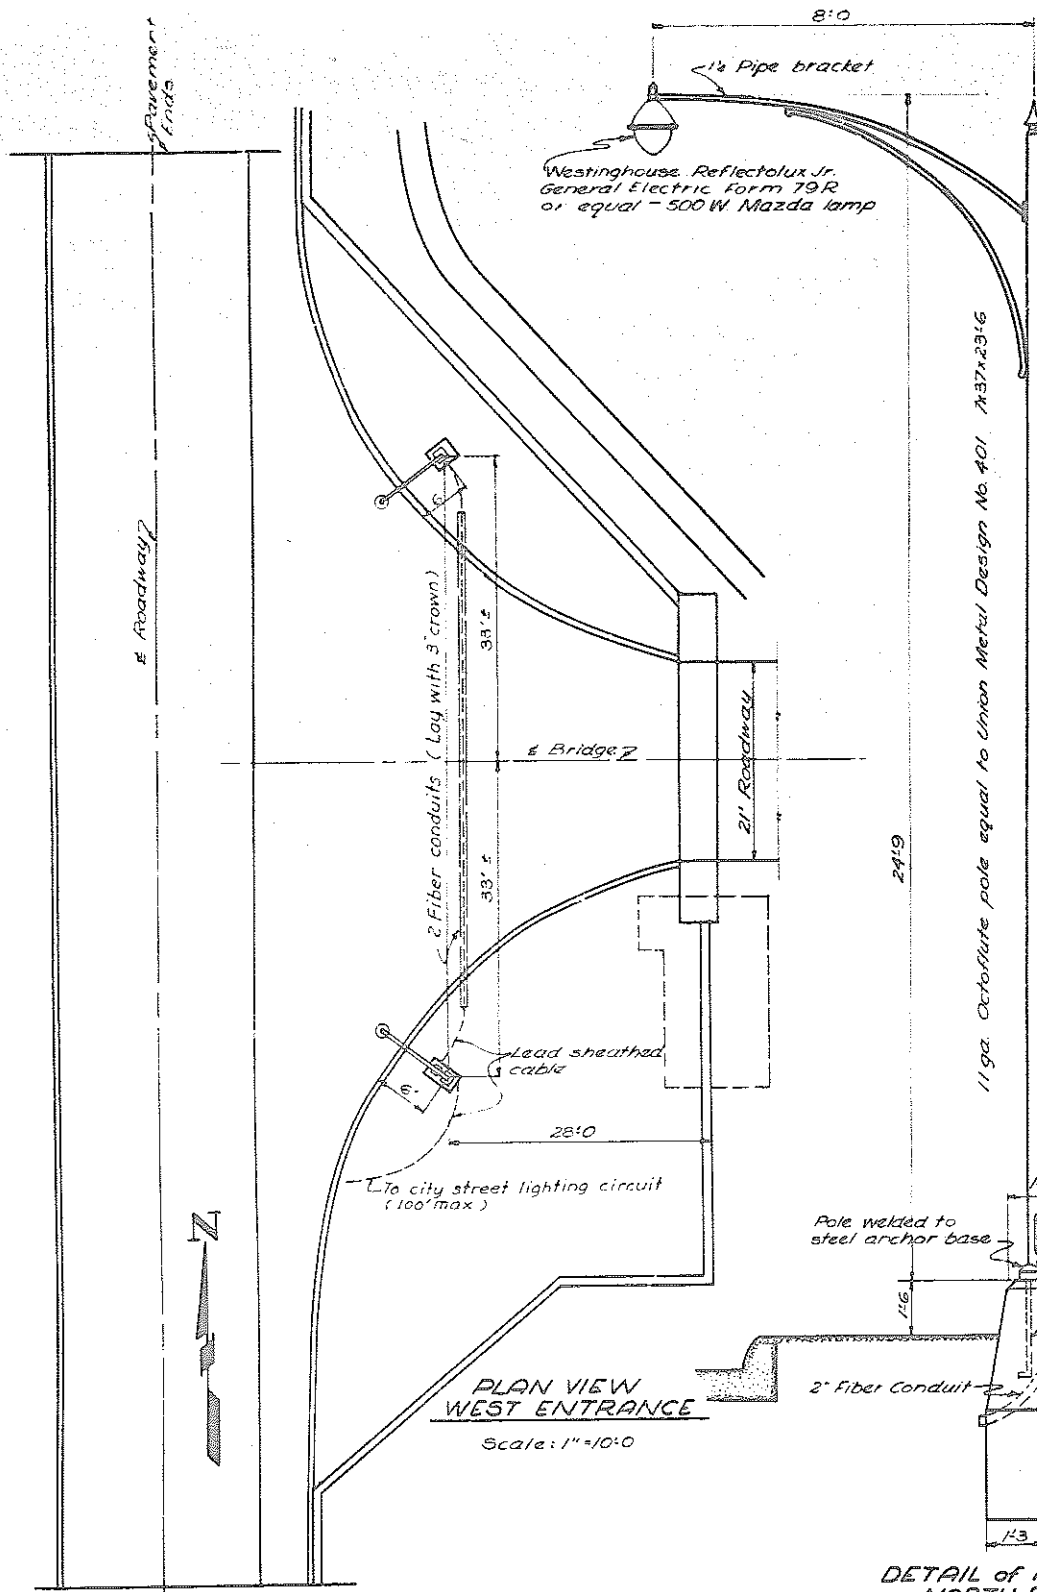 Pavement
Ends
8'-0
1¼ Pipe bracket
Westinghouse Reflectolux Jr.
General Electric Form 79R
or equal - 500 W. Mazda lamp
11 ga. Octoflute pole equal to Union Metal Design No. 401
24'-9
℄ Roadway
6'
2 Fiber conduits (Lay with 3" crown)
33' ±
℄ Bridge
21' Roadway
33' ±
Lead sheathed
cable
6'
28'-0
To city street lighting circuit
(100' max)
N
Pole welded to
steel anchor base
1'-6
2" Fiber Conduit
PLAN VIEW
WEST ENTRANCE
Scale: 1"=10'-0
1'-3
DETAIL of
NORTH